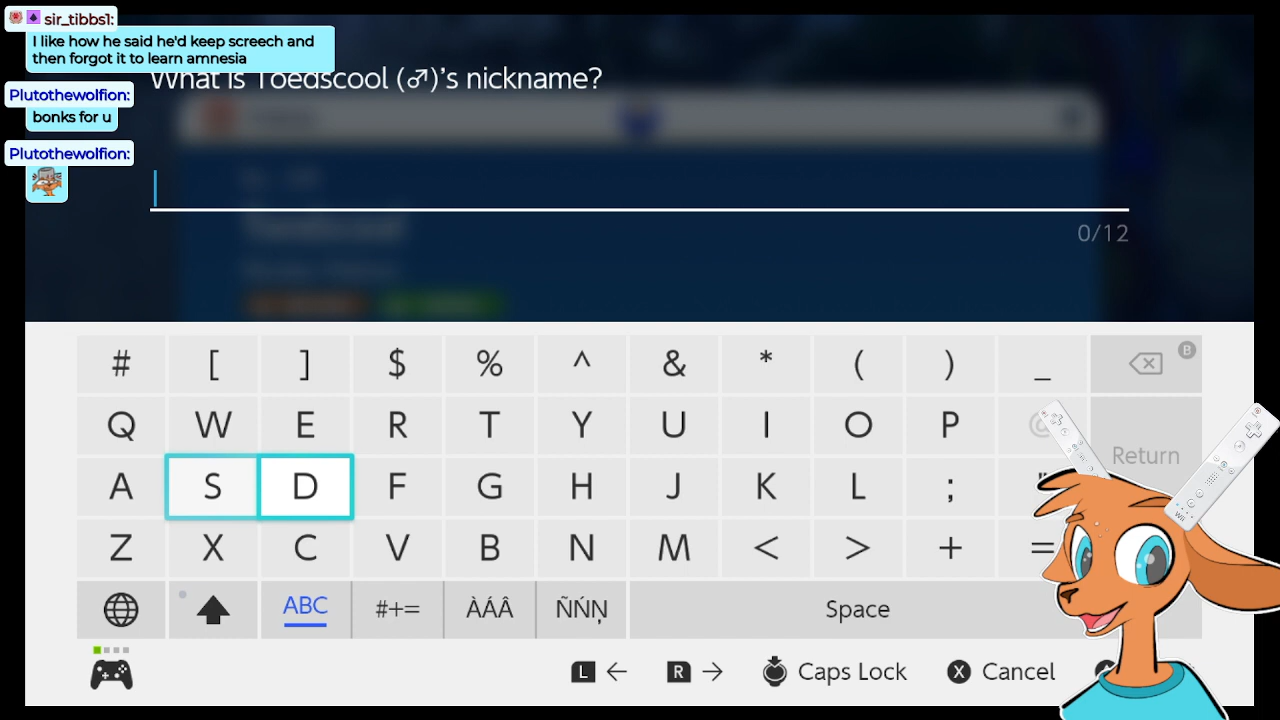 sir_tibbs1:
I like how he said he'd keep screech and
then forgot it to learn amnesia
What is Toedscool (♂)'s nickname?
Plutothewolfion:
bonks for u
Plutothewolfion:
0/12
# [ ] $ % ^ & * ( ) _ B
Q W E R T Y U I O P @ Return
A S D F G H J K L ; "
Z X C V B N M < > + =
ABC #+= ÀÁÂ ÑŃŅ Space
L ← R → Caps Lock X Cancel
Wii